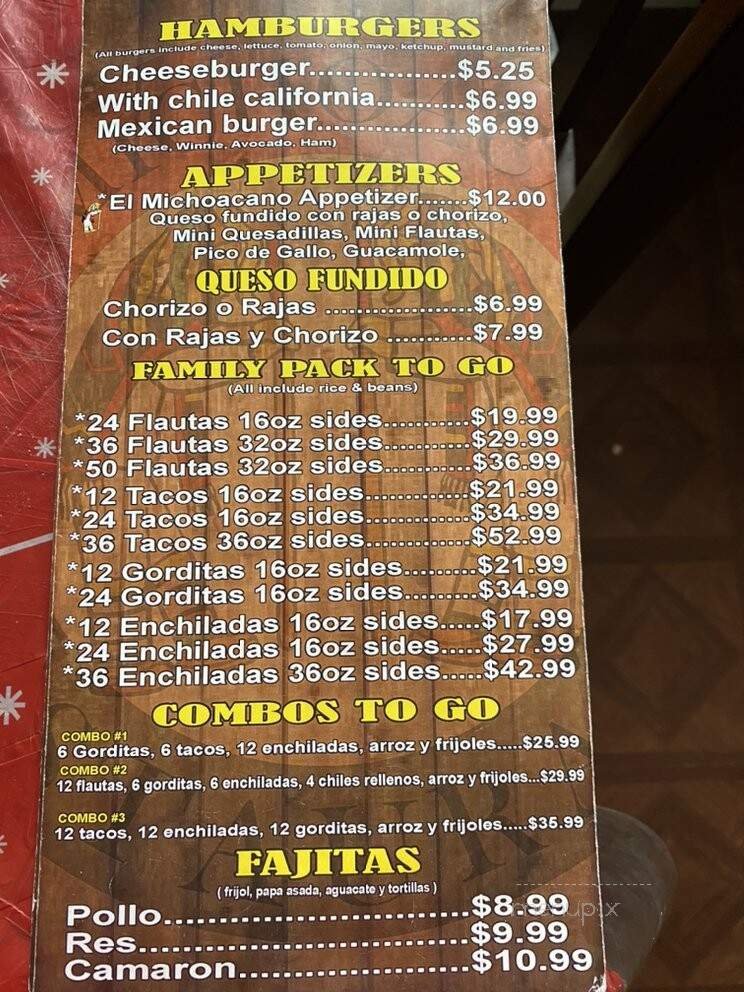 HAMBURGERS
(All burgers include cheese, lettuce, tomato, onion, mayo, ketchup, mustard and fries)
Cheeseburger..................$5.25
With chile california...........$6.99
Mexican burger..................$6.99
(Cheese, Winnie, Avocado, Ham)
APPETIZERS
*El Michoacano Appetizer.......$12.00
Queso fundido con rajas o chorizo,
Mini Quesadillas, Mini Flautas,
Pico de Gallo, Guacamole,
QUESO FUNDIDO
Chorizo o Rajas ..................$6.99
Con Rajas y Chorizo ...........$7.99
FAMILY PACK TO GO
(All include rice & beans)
*24 Flautas 16oz sides...........$19.99
*36 Flautas 32oz sides...........$29.99
*50 Flautas 32oz sides...........$36.99
*12 Tacos 16oz sides.............$21.99
*24 Tacos 16oz sides.............$34.99
*36 Tacos 36oz sides.............$52.99
*12 Gorditas 16oz sides.........$21.99
*24 Gorditas 16oz sides.........$34.99
*12 Enchiladas 16oz sides.....$17.99
*24 Enchiladas 16oz sides.....$27.99
*36 Enchiladas 36oz sides.....$42.99
COMBOS TO GO
COMBO #1
6 Gorditas, 6 tacos, 12 enchiladas, arroz y frijoles.....$25.99
COMBO #2
12 flautas, 6 gorditas, 6 enchiladas, 4 chiles rellenos, arroz y frijoles...$29.99
COMBO #3
12 tacos, 12 enchiladas, 12 gorditas, arroz y frijoles.....$35.99
FAJITAS
( frijol, papa asada, aguacate y tortillas )
Pollo..........................$8.99
Res............................$9.99
Camaron....................$10.99
menupix